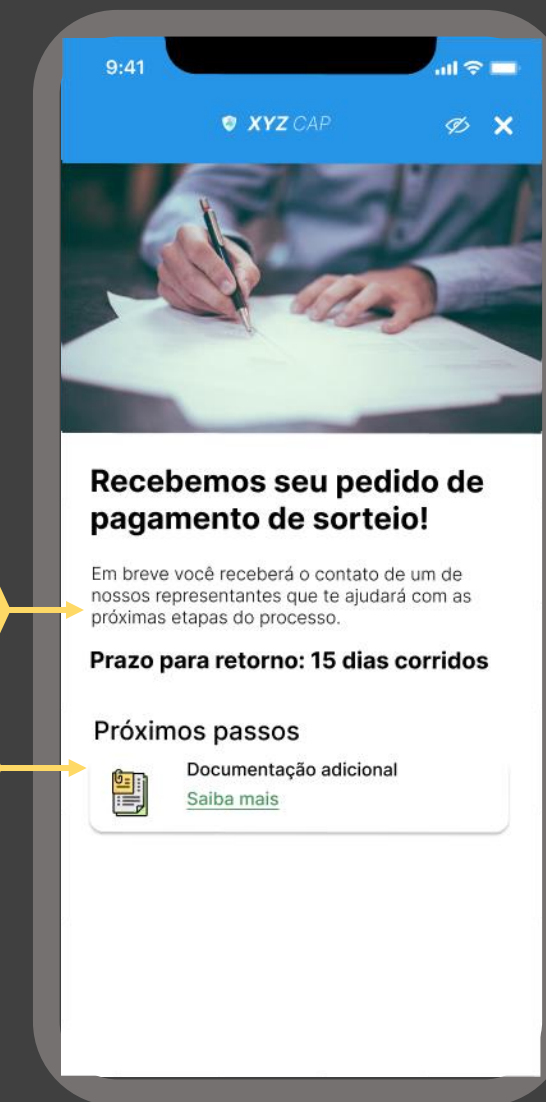 9:41
XYZ CAP
Recebemos seu pedido de
pagamento de sorteio!
Em breve você receberá o contato de um de
nossos representantes que te ajudará com as
próximas etapas do processo.
Prazo para retorno: 15 dias corridos
Próximos passos
Documentação adicional
Saiba mais